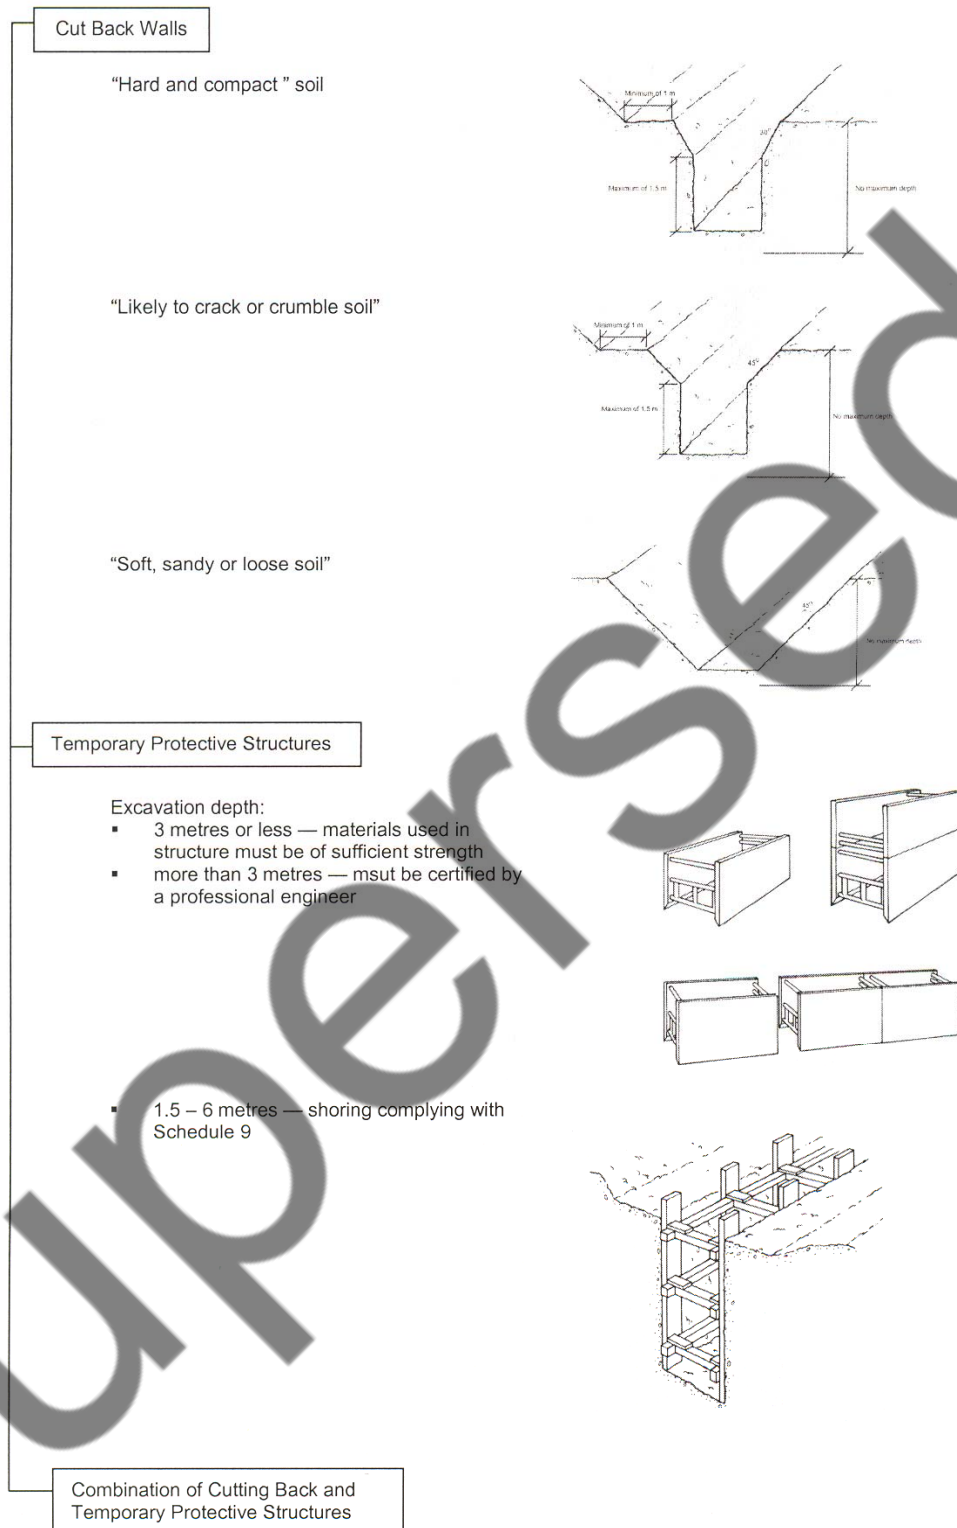 Cut Back Walls
“Hard and compact ” soil
Minimum of 1 m
Maximum of 1.5 m
No maximum depth
“Likely to crack or crumble soil”
Minimum of 1 m
45°
Maximum of 1.5 m
No maximum depth
“Soft, sandy or loose soil”
45°
No maximum depth
Temporary Protective Structures
Excavation depth:
▪ 3 metres or less — materials used in
structure must be of sufficient strength
▪ more than 3 metres — msut be certified by
a professional engineer
▪ 1.5 – 6 metres — shoring complying with
Schedule 9
Combination of Cutting Back and
Temporary Protective Structures
upersed